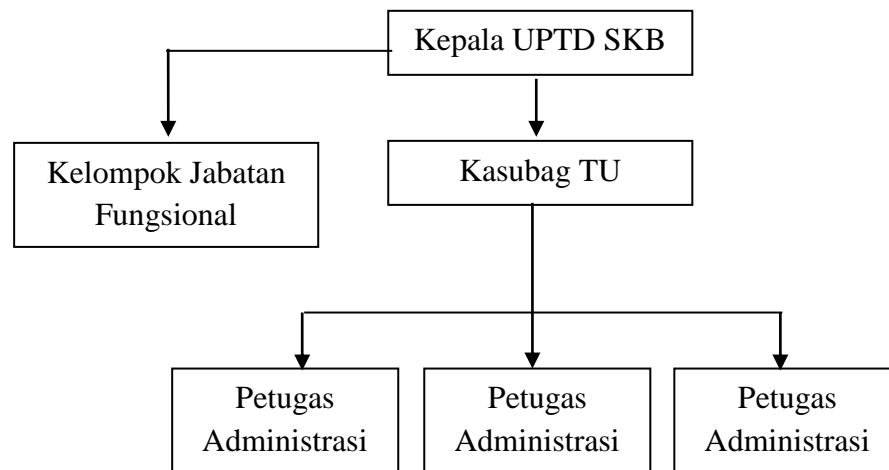 Kepala UPTD SKB
Kelompok Jabatan
Fungsional
Kasubag TU
Petugas
Administrasi
Petugas
Administrasi
Petugas
Administrasi